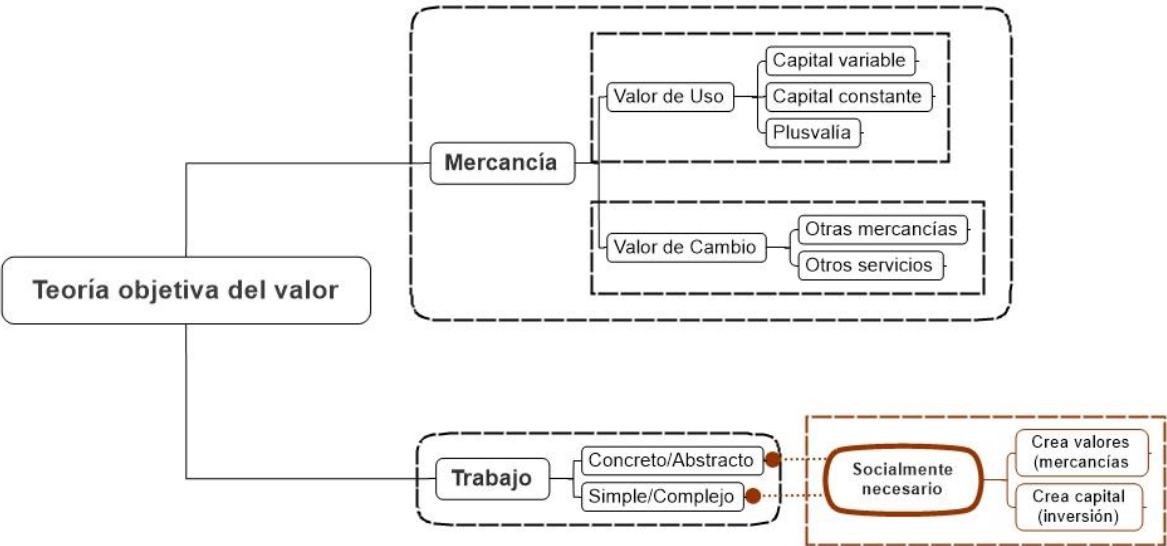 Teoría objetiva del valor
Mercancía
Valor de Uso
Capital variable
Capital constante
Plusvalía
Valor de Cambio
Otras mercancías
Otros servicios
Trabajo
Concreto/Abstracto
Simple/Complejo
Socialmente
necesario
Crea valores
(mercancías
Crea capital
(inversión)